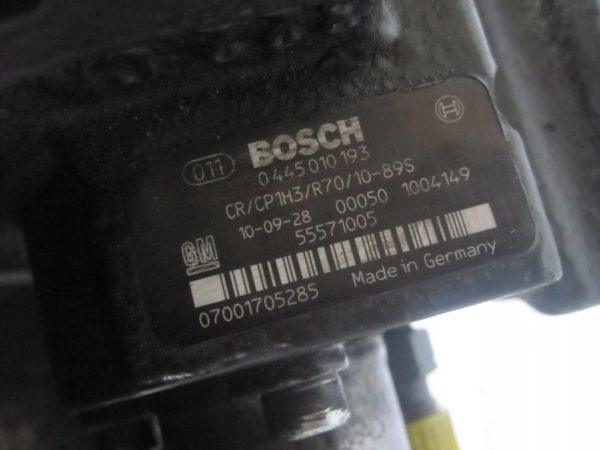 011 BOSCH
0 445 010 193
CR/CP1H3/R70/10-89S
10-09-28 00050 1004149
55571005
GM
07001705285 Made in Germany